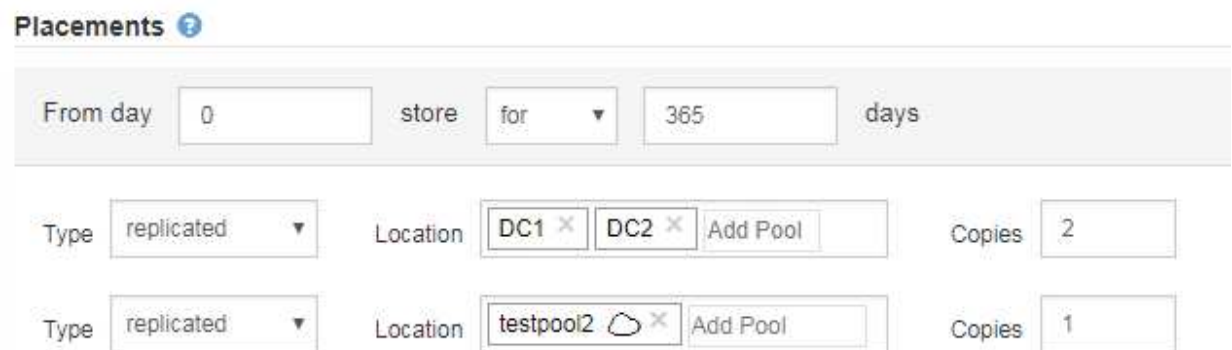 Placements ?
From day 0 store for 365 days
Type replicated Location DC1 × DC2 × Add Pool Copies 2
Type replicated Location testpool2 × Add Pool Copies 1